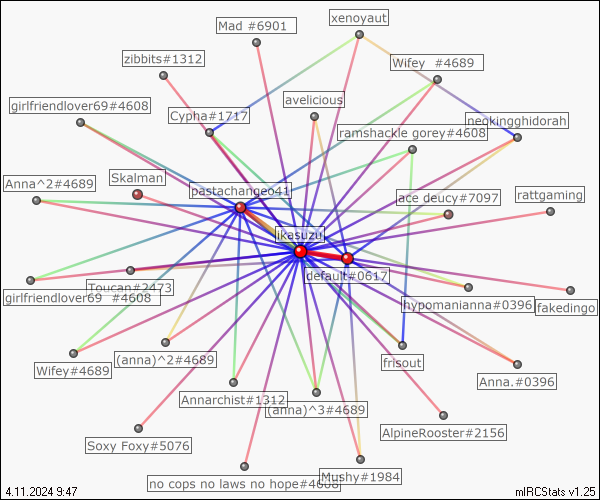 Mad #6901
xenoyaut
zibbits#1312
Wifey #4689
girlfriendlover69#4608
avelicious
Cypha#1717
neckingghidorah
ramshackle gorey#4608
Anna^2#4689
Skalman
pastachangeo41
ace deucy#7097
rattgaming
ikasuzu
default#0617
Toucan#2473
girlfriendlover69 #4608
hypomanianna#0396
fakedingo
Wifey#4689
(anna)^2#4689
frisout
Anna.#0396
Annarchist#1312
(anna)^3#4689
AlpineRooster#2156
Soxy Foxy#5076
no cops no laws no hope#4608
Mushy#1984
4.11.2024 9:47
mIRCStats v1.25